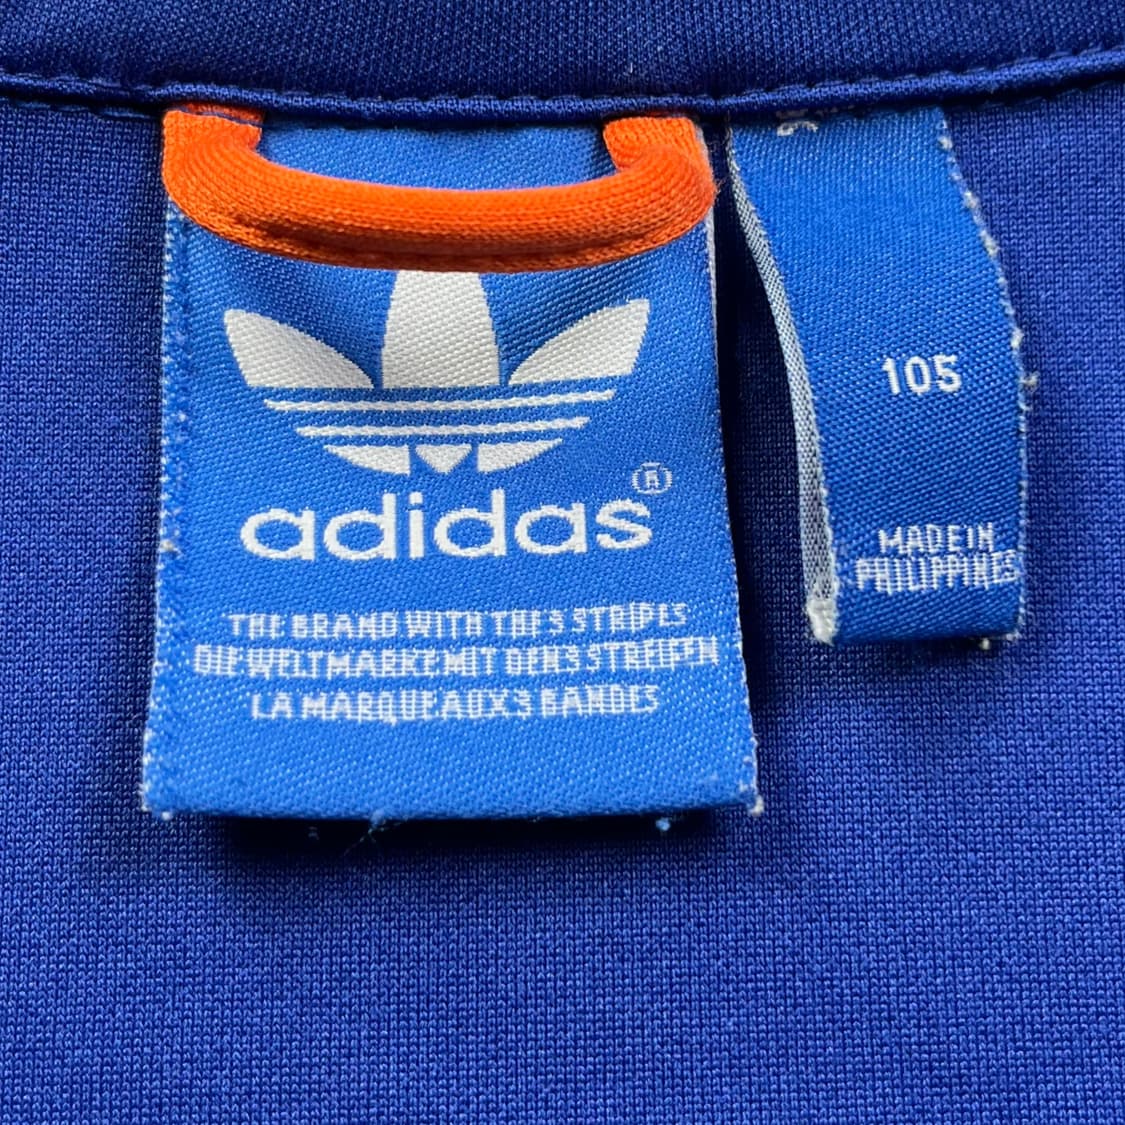 adidas®
THE BRAND WITH THE 3 STRIPES
DIE WELTMARKE MIT DEN 3 STREIFEN
LA MARQUE AUX 3 BANDES
105
MADE IN
PHILIPPINES